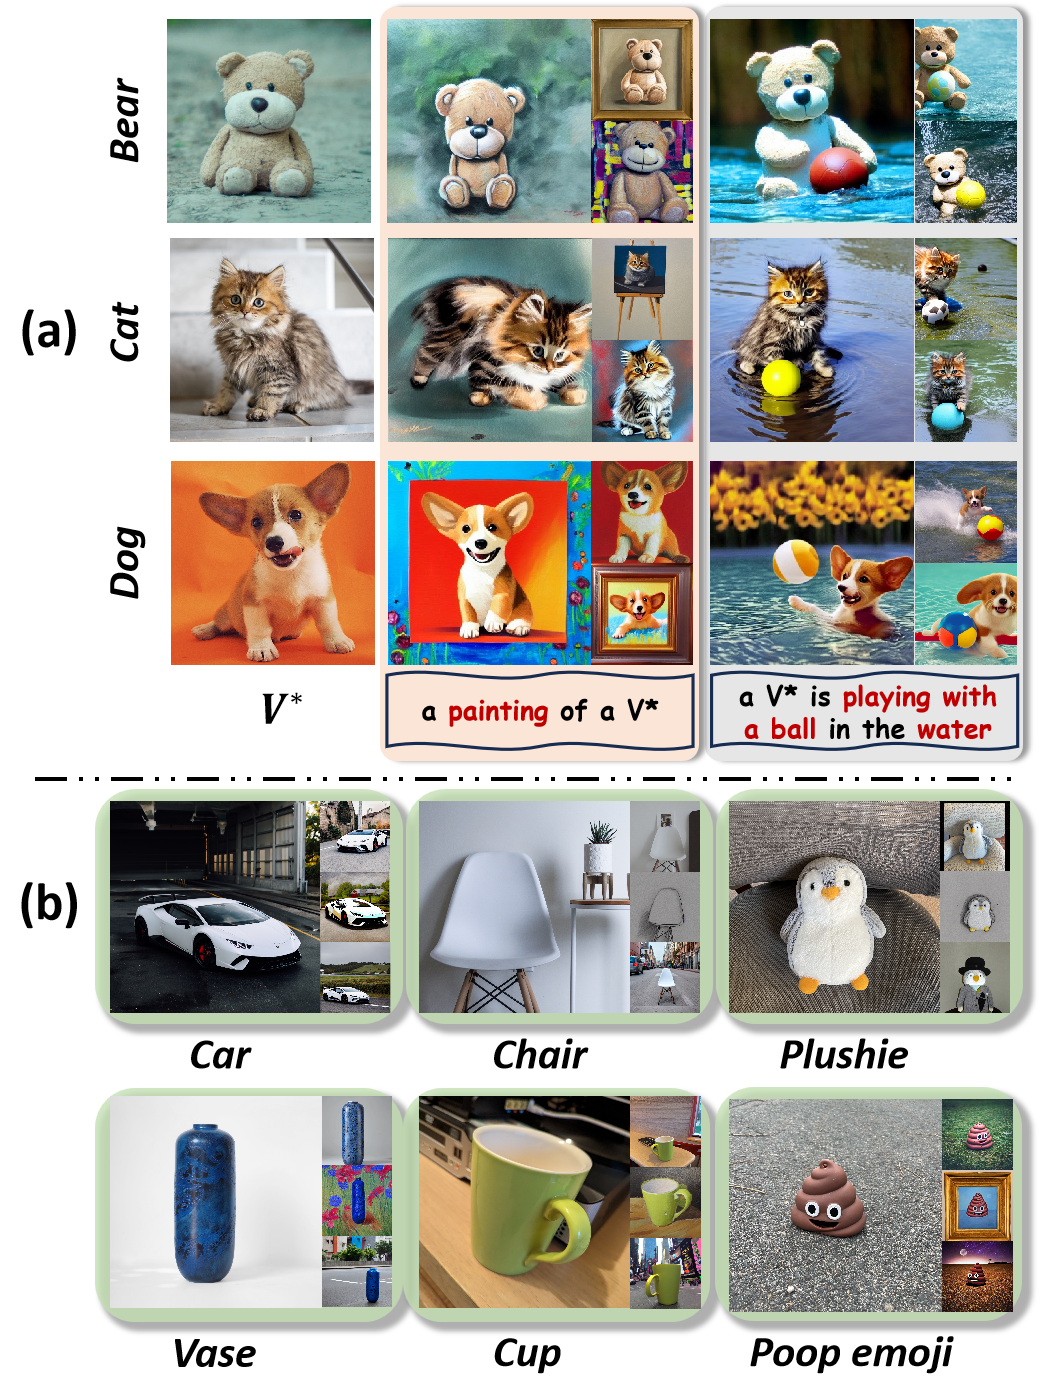 (a)
Bear
Cat
Dog
V*
a painting of a V*
a V* is playing with
a ball in the water
(b)
Car
Chair
Plushie
Vase
Cup
Poop emoji